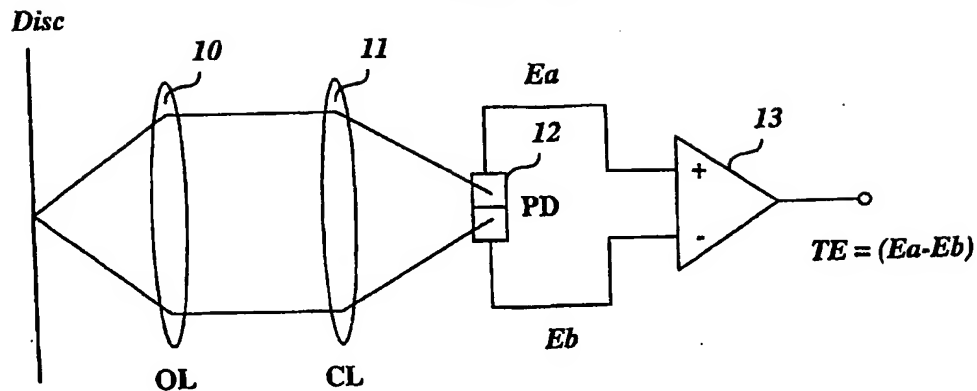 Disc
10
11
Ea
12
13
+
PD
-
TE = (Ea-Eb)
Eb
OL
CL